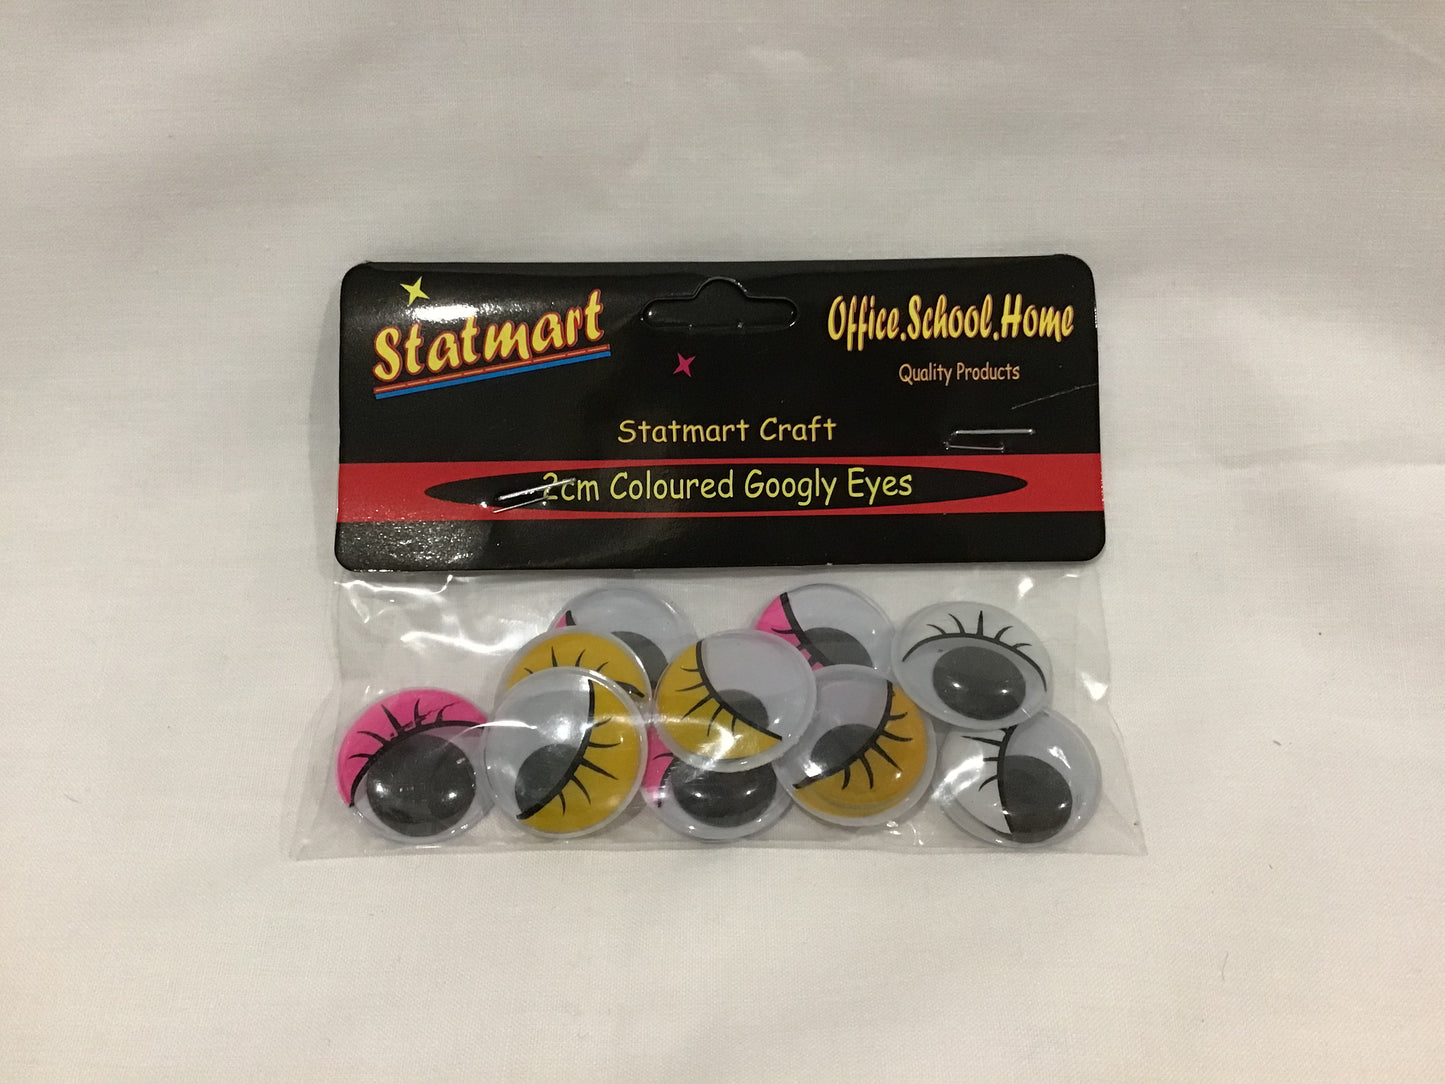 Statmart
Office.School.Home
Quality Products
Statmart Craft
2cm Coloured Googly Eyes